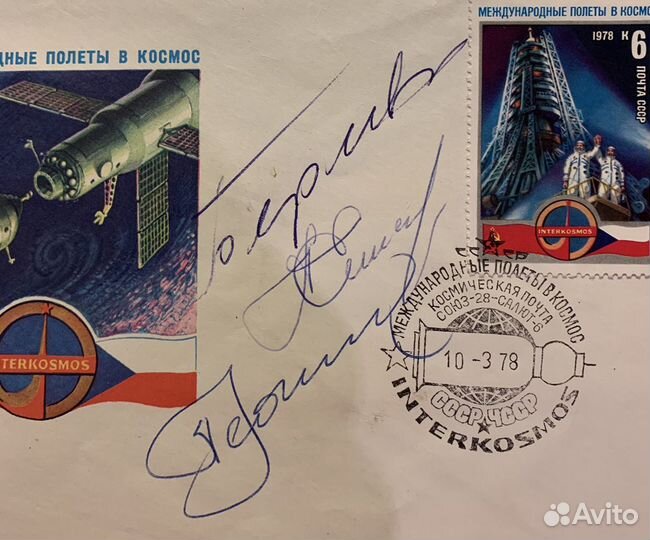 ДНЫЕ ПОЛЕТЫ В КОСМОС
NTERKOSMOS
МЕЖДУНАРОДНЫЕ ПОЛЕТЫ В КОСМОС
1978 К 6
ПОЧТА СССР
INTERKOSMOS
МЕЖДУНАРОДНЫЕ ПОЛЕТЫ В КОСМОС
КОСМИЧЕСКАЯ ПОЧТА
СОЮЗ-28-САЛЮТ-6
10-3 78
СССР-ЧССР
INTERKOSMOS
Avito